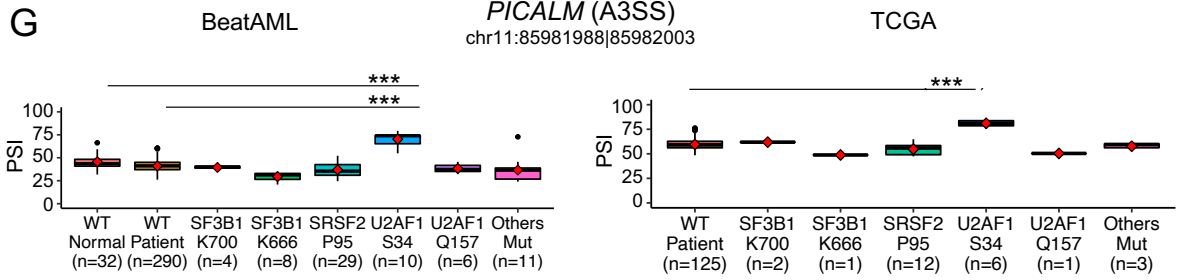 G
BeatAML
PICALM (A3SS)
chr11:85981988|85982003
TCGA
***
***
***
PSI
100
75
50
25
0
WT Normal (n=32)
WT Patient (n=290)
SF3B1 K700 (n=4)
SF3B1 K666 (n=8)
SRSF2 P95 (n=29)
U2AF1 S34 (n=10)
U2AF1 Q157 (n=6)
Others Mut (n=11)
PSI
100
75
50
25
0
WT Patient (n=125)
SF3B1 K700 (n=2)
SF3B1 K666 (n=1)
SRSF2 P95 (n=12)
U2AF1 S34 (n=6)
U2AF1 Q157 (n=1)
Others Mut (n=3)